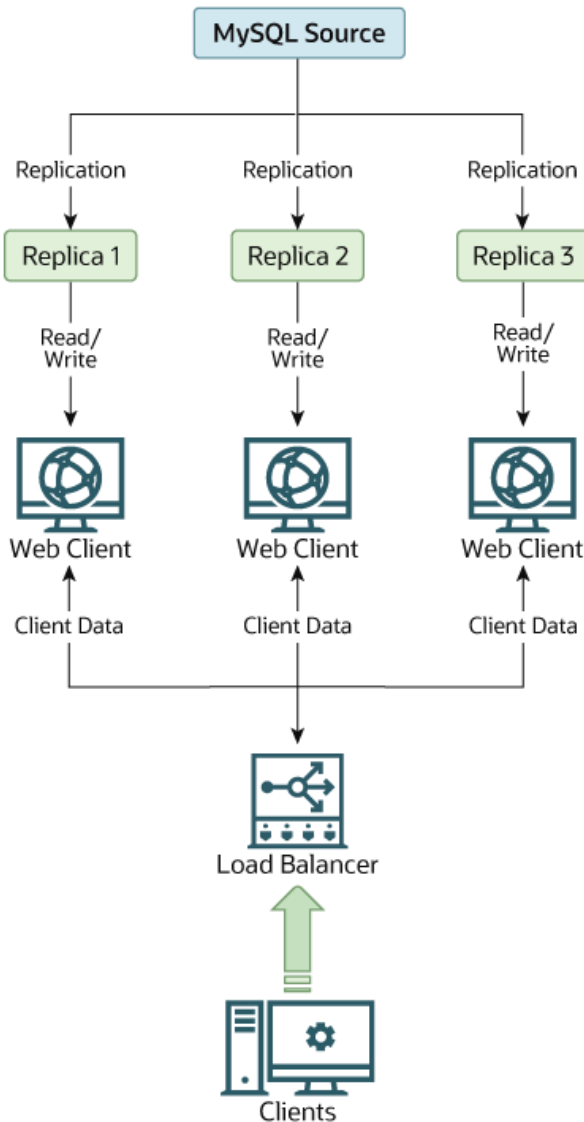 MySQL Source
Replication
Replication
Replication
Replica 1
Replica 2
Replica 3
Read/
Write
Read/
Write
Read/
Write
Web Client
Web Client
Web Client
Client Data
Client Data
Client Data
Load Balancer
Clients